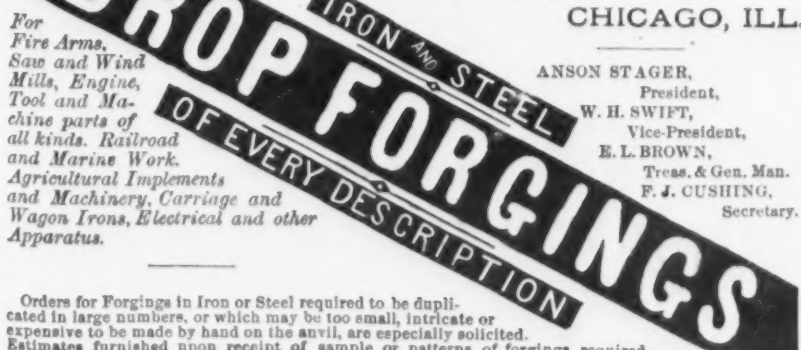 For
Fire Arms,
Saw and Wind
Mills, Engine,
Tool and Ma-
chine parts of
all kinds. Railroad
and Marine Work.
Agricultural Implements
and Machinery, Carriage and
Wagon Irons, Electrical and other
Apparatus.
IRON AND STEEL
DROP FORGINGS
OF EVERY DESCRIPTION
CHICAGO, ILL.
ANSON STAGER,
President,
W. H. SWIFT,
Vice-President,
E. L. BROWN,
Treas. & Gen. Man.
F. J. CUSHING,
Secretary.
Orders for Forgings in Iron or Steel required to be dupli-
cated in large numbers, or which may be too small, intricate or
expensive to be made by hand on the anvil, are especially solicited.
Estimates furnished upon receipt of sample or patterns of forgings required